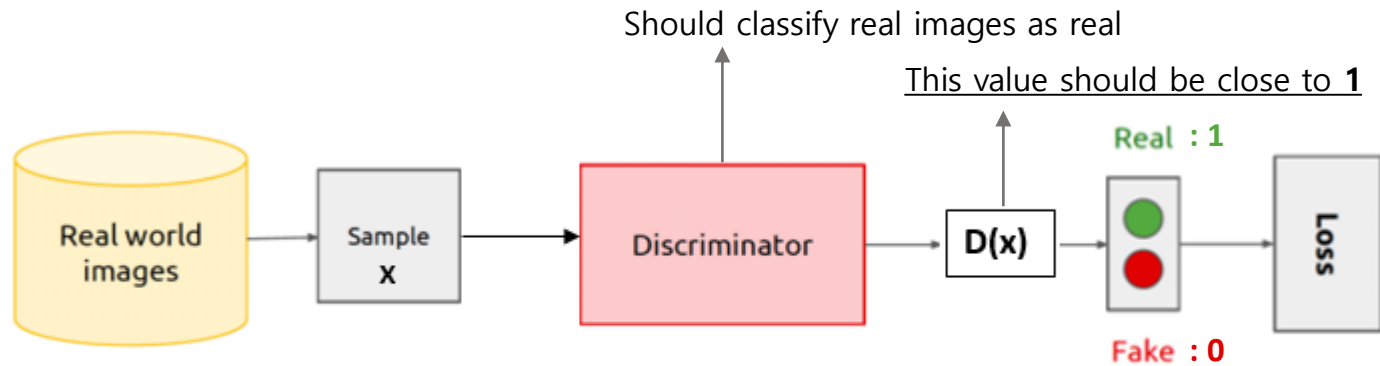 Should classify real images as real
This value should be close to 1
Real : 1
Real world
images
Sample
X
Discriminator
D(x)
Loss
Fake : 0